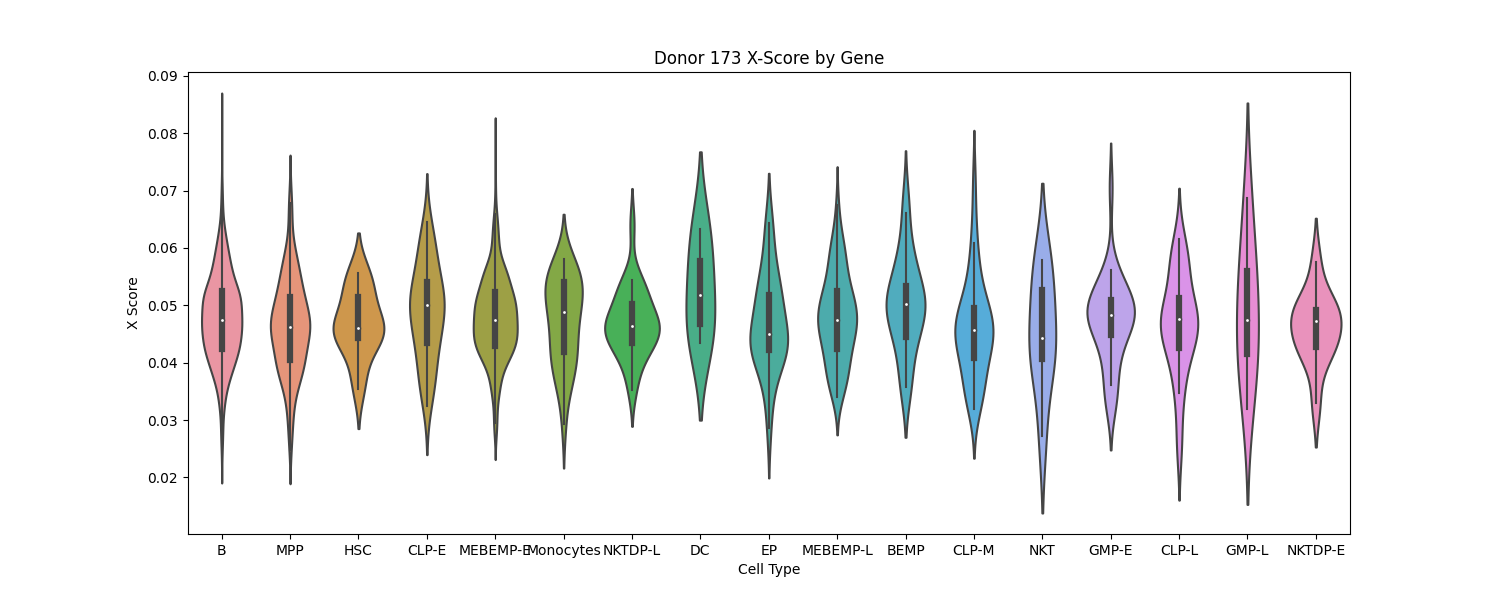 Donor 173 X-Score by Gene
X Score
0.09
0.08
0.07
0.06
0.05
0.04
0.03
0.02
B MPP HSC CLP-E MEBEMP-E Monocytes NKTDP-L DC EP MEBEMP-L BEMP CLP-M NKT GMP-E CLP-L GMP-L NKTDP-E
Cell Type